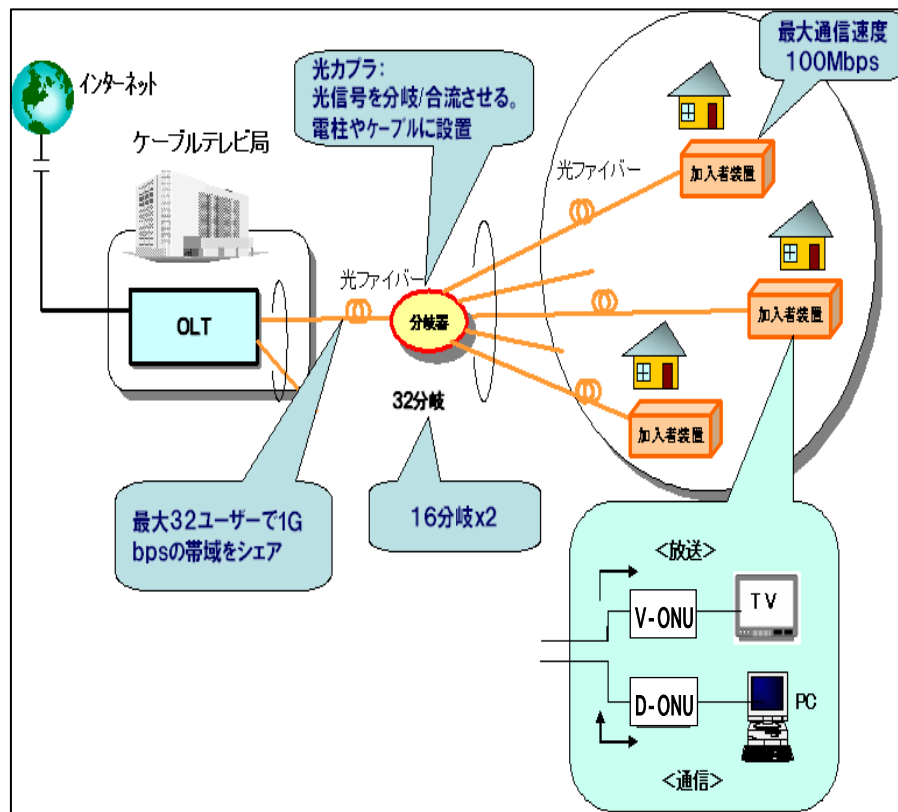 インターネット
ケーブルテレビ局
OLT
光カプラ:
光信号を分岐/合流させる。
電柱やケーブルに設置
光ファイバー
分岐器
32分岐
16分岐x2
最大32ユーザーで1G
bpsの帯域をシェア
光ファイバー
最大通信速度
100Mbps
加入者装置
加入者装置
加入者装置
<放送>
V-ONU
TV
D-ONU
PC
<通信>